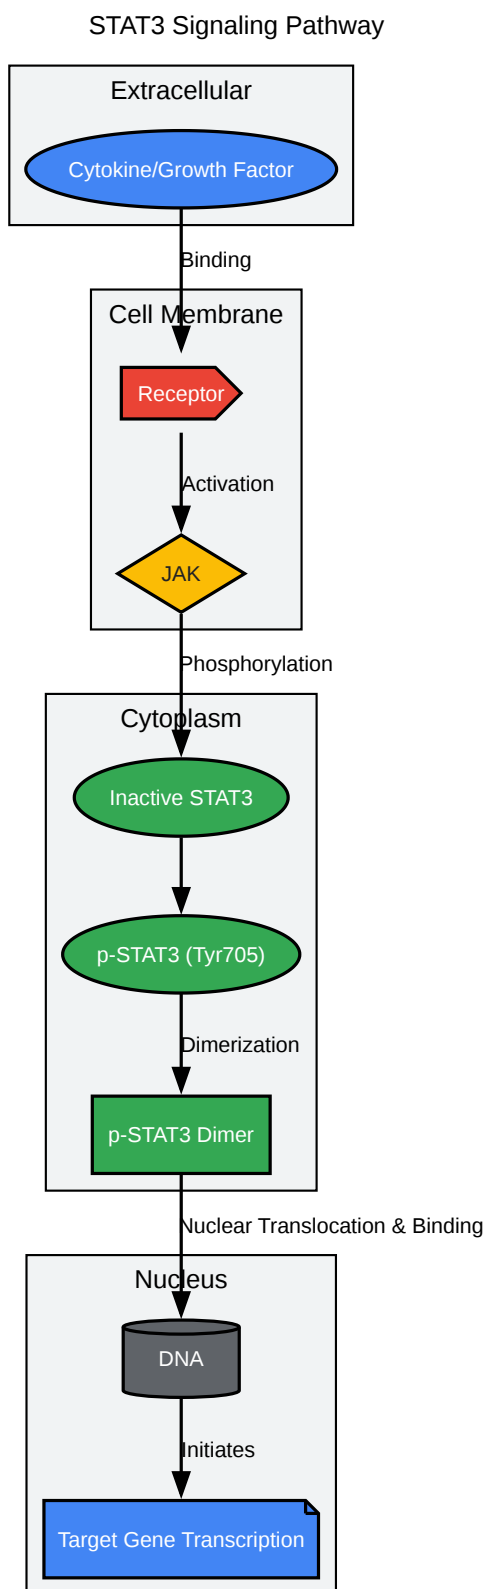 STAT3 Signaling Pathway
Extracellular
Cytokine/Growth Factor
Binding
Cell Membrane
Receptor
Activation
JAK
Phosphorylation
Cytoplasm
Inactive STAT3
p-STAT3 (Tyr705)
Dimerization
p-STAT3 Dimer
Nuclear Translocation & Binding
Nucleus
DNA
Initiates
Target Gene Transcription